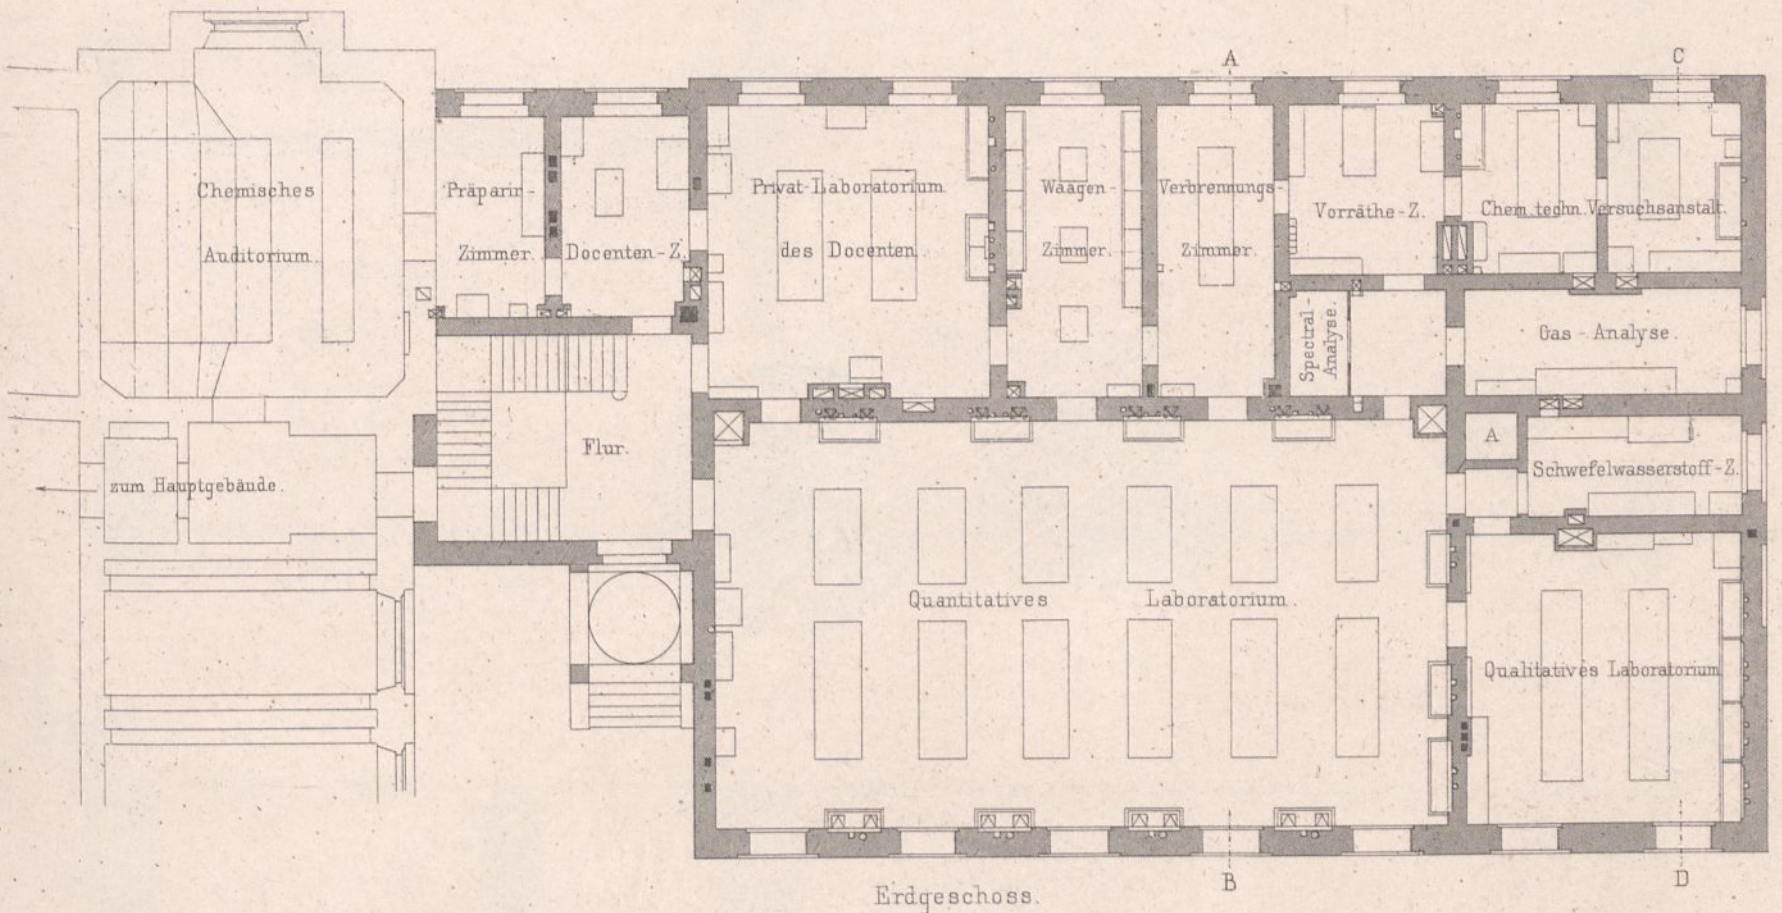 A
C
Chemisches
Auditorium.
Präparir-
Zimmer.
Docenten-Z.
Privat-Laboratorium
des Docenten.
Waagen-
Zimmer.
Verbrennungs-
Zimmer.
Vorräthe-Z.
Chem. techn. Versuchsanstalt.
Spectral-
Analyse.
Gas-Analyse.
Flur.
A
Schwefelwasserstoff-Z.
zum Hauptgebäude.
Quantitatives Laboratorium.
Qualitatives Laboratorium
B
D
Erdgeschoss.